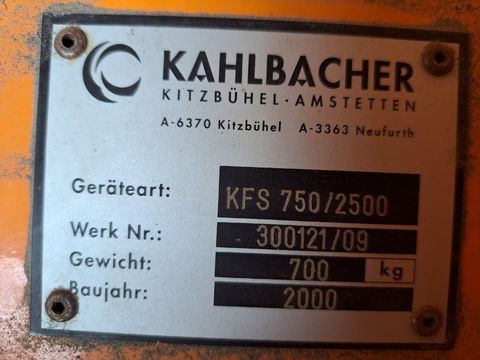 KAHLBACHER
KITZBÜHEL · AMSTETTEN
A-6370 Kitzbühel A-3363 Neufurth
Geräteart: KFS 750/2500
Werk Nr.: 300121/09
Gewicht: 700 kg
Baujahr: 2000